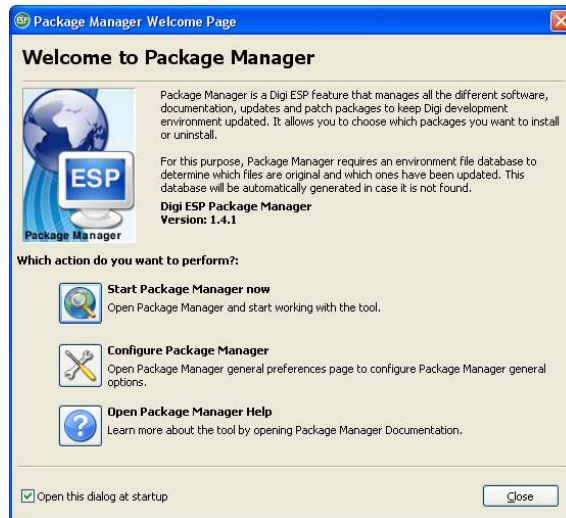 Package Manager Welcome Page
Welcome to Package Manager
Package Manager is a Digi ESP feature that manages all the different software,
documentation, updates and patch packages to keep Digi development
environment updated. It allows you to choose which packages you want to install
or uninstall.
For this purpose, Package Manager requires an environment file database to
determine which files are original and which ones have been updated. This
database will be automatically generated in case it is not found.
Digi ESP Package Manager
Version: 1.4.1
ESP
Package Manager
Which action do you want to perform?:
Start Package Manager now
Open Package Manager and start working with the tool.
Configure Package Manager
Open Package Manager general preferences page to configure Package Manager general
options.
Open Package Manager Help
Learn more about the tool by opening Package Manager Documentation.
Open this dialog at startup
Close